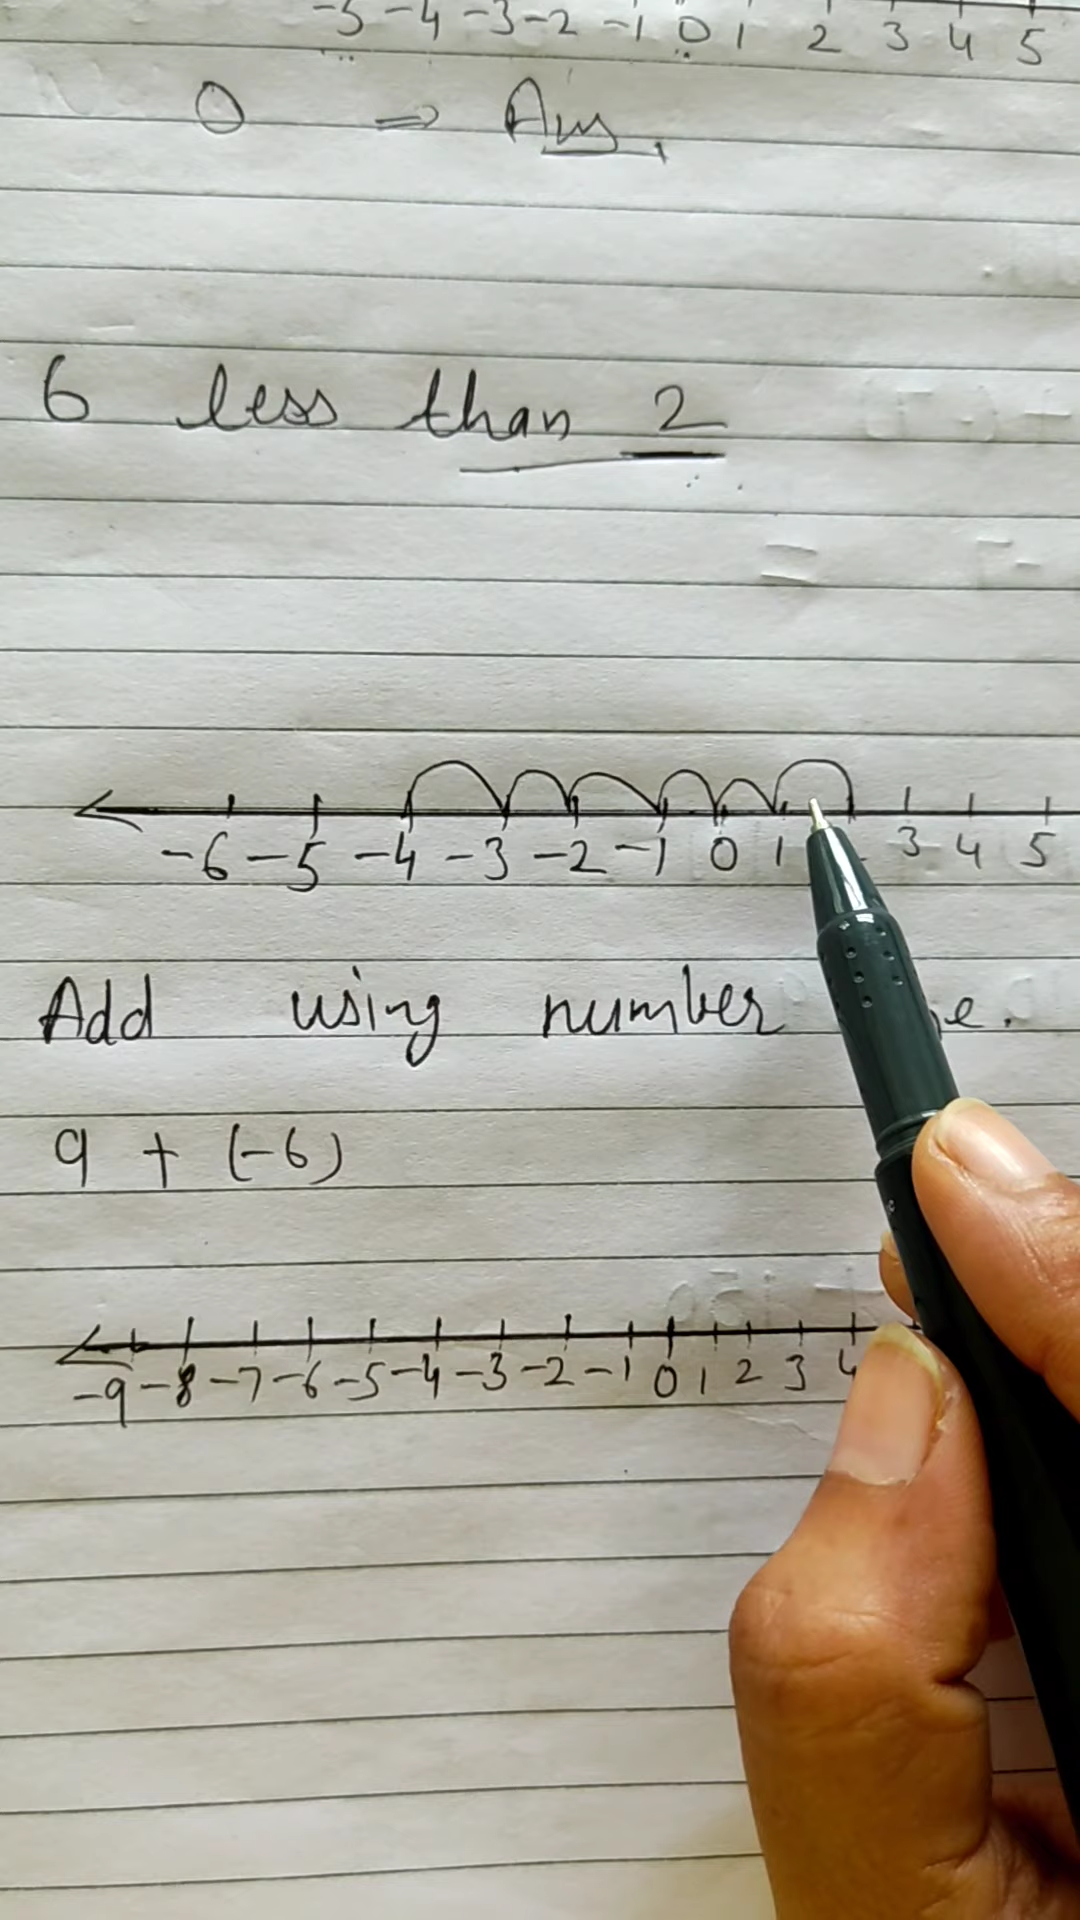 -5 -4 -3 -2 -1 0 1 2 3 4 5
0 ⇒ Ans
6 less than 2
-6 -5 -4 -3 -2 -1 0 1 3 4 5
Add using number
9 + (-6)
-9 -8 -7 -6 -5 -4 -3 -2 -1 0 1 2 3 4